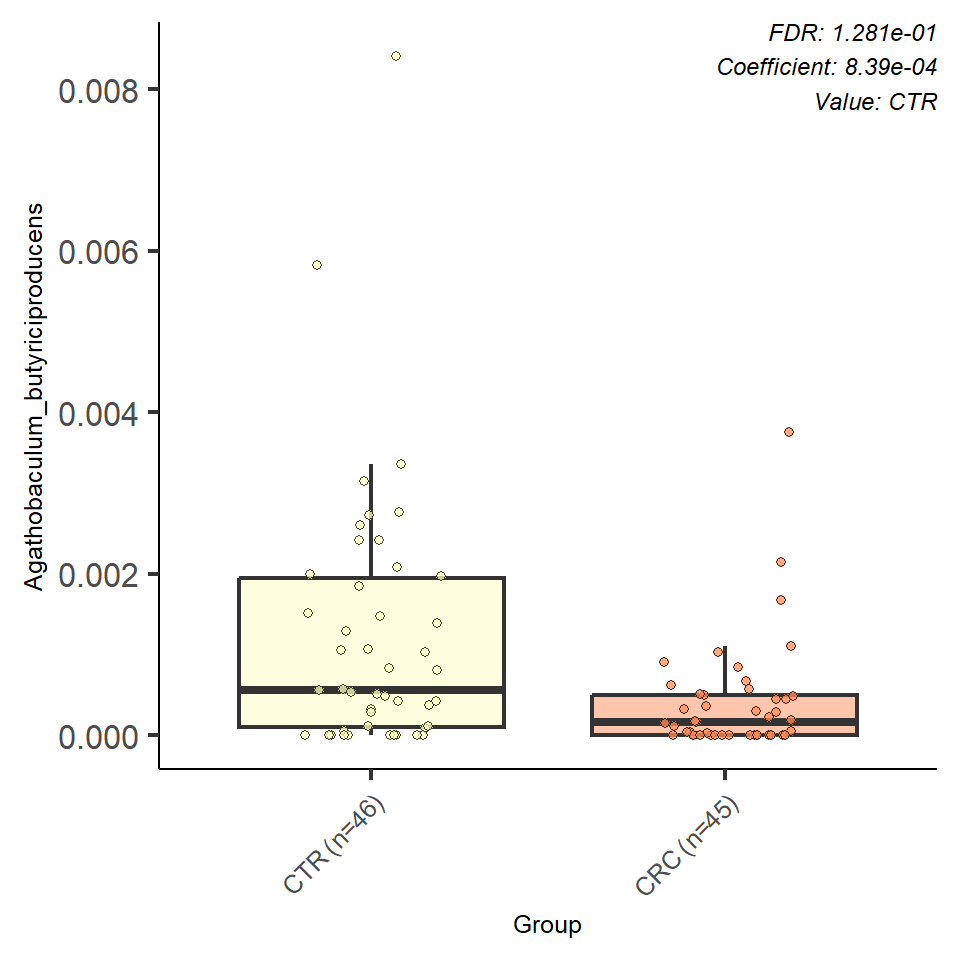 FDR: 1.281e-01
Coefficient: 8.39e-04
Value: CTR
0.008
0.006
0.004
0.002
0.000
Agathobaculum_butyriciproducens
CTR (n=46)
CRC (n=45)
Group